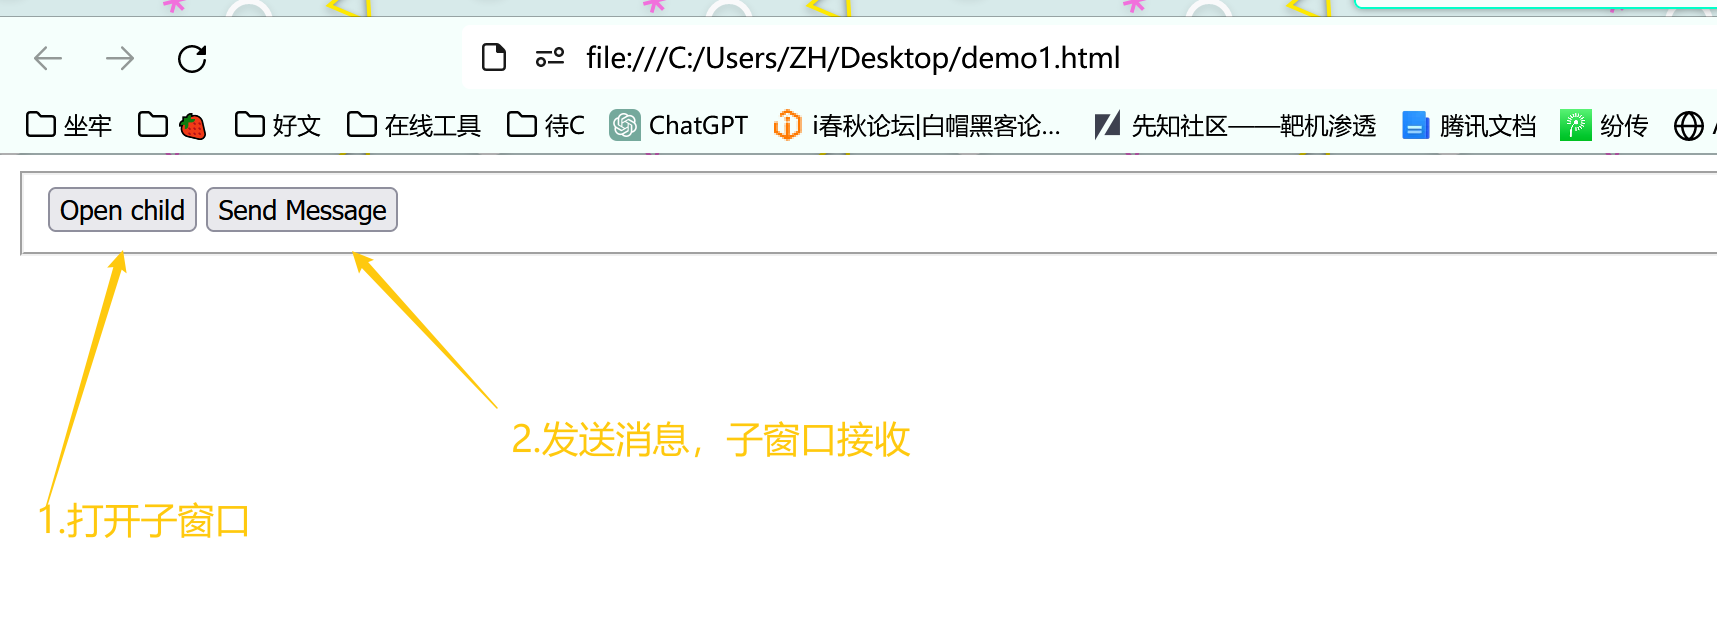 file:///C:/Users/ZH/Desktop/demo1.html
坐牢 好文 在线工具 待C ChatGPT i春秋论坛|白帽黑客论... 先知社区——靶机渗透 腾讯文档 纷传
Open child Send Message
2.发送消息，子窗口接收
1.打开子窗口